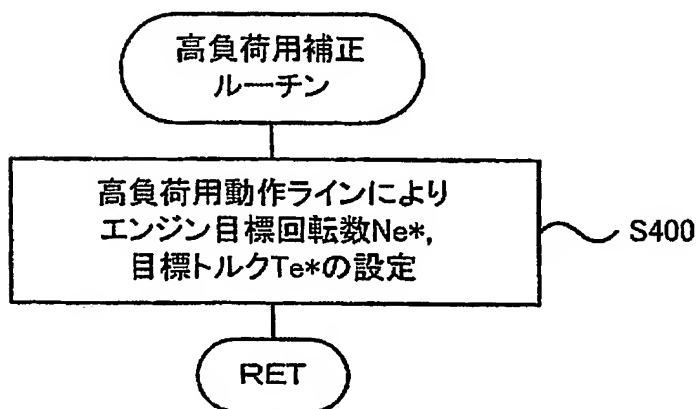 高負荷用補正
ルーチン
高負荷用動作ラインにより
エンジン目標回転数Ne*,
目標トルクTe*の設定
S400
RET